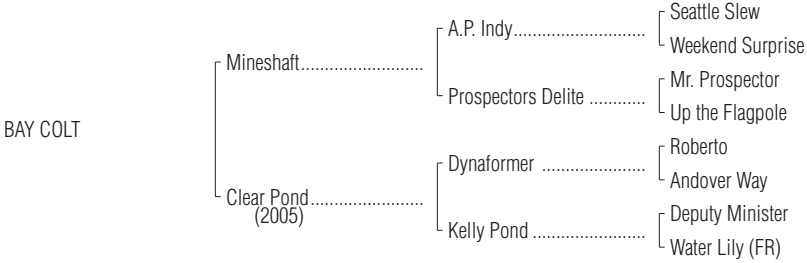 Seattle Slew
A.P. Indy..............................
Weekend Surprise
Mineshaft...........................
Mr. Prospector
Prospectors Delite .............
Up the Flagpole
BAY COLT
Roberto
Dynaformer .......................
Andover Way
Clear Pond.........................
(2005)
Deputy Minister
Kelly Pond .........................
Water Lily (FR)